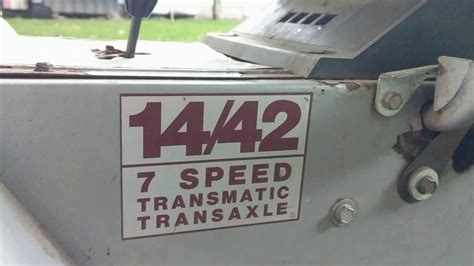 14/42
7 SPEED
TRANSMATIC
TRANSAXLE